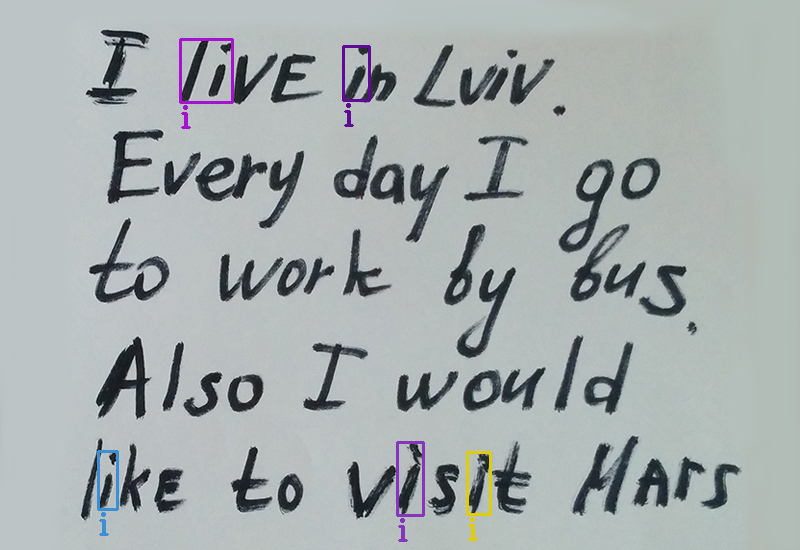 I liVE in Lviv.
i i
Every day I go
to work by bus.
Also I would
likE to visit MArs
i i i